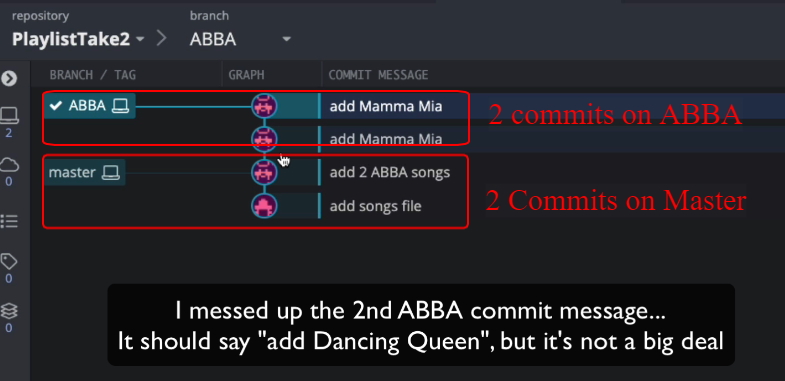 repository
branch
PlaylistTake2
ABBA
BRANCH / TAG
GRAPH
COMMIT MESSAGE
ABBA
add Mamma Mia
2 commits on ABBA
2
add Mamma Mia
master
add 2 ABBA songs
0
add songs file
2 Commits on Master
0
I messed up the 2nd ABBA commit message...
0
It should say "add Dancing Queen", but it's not a big deal